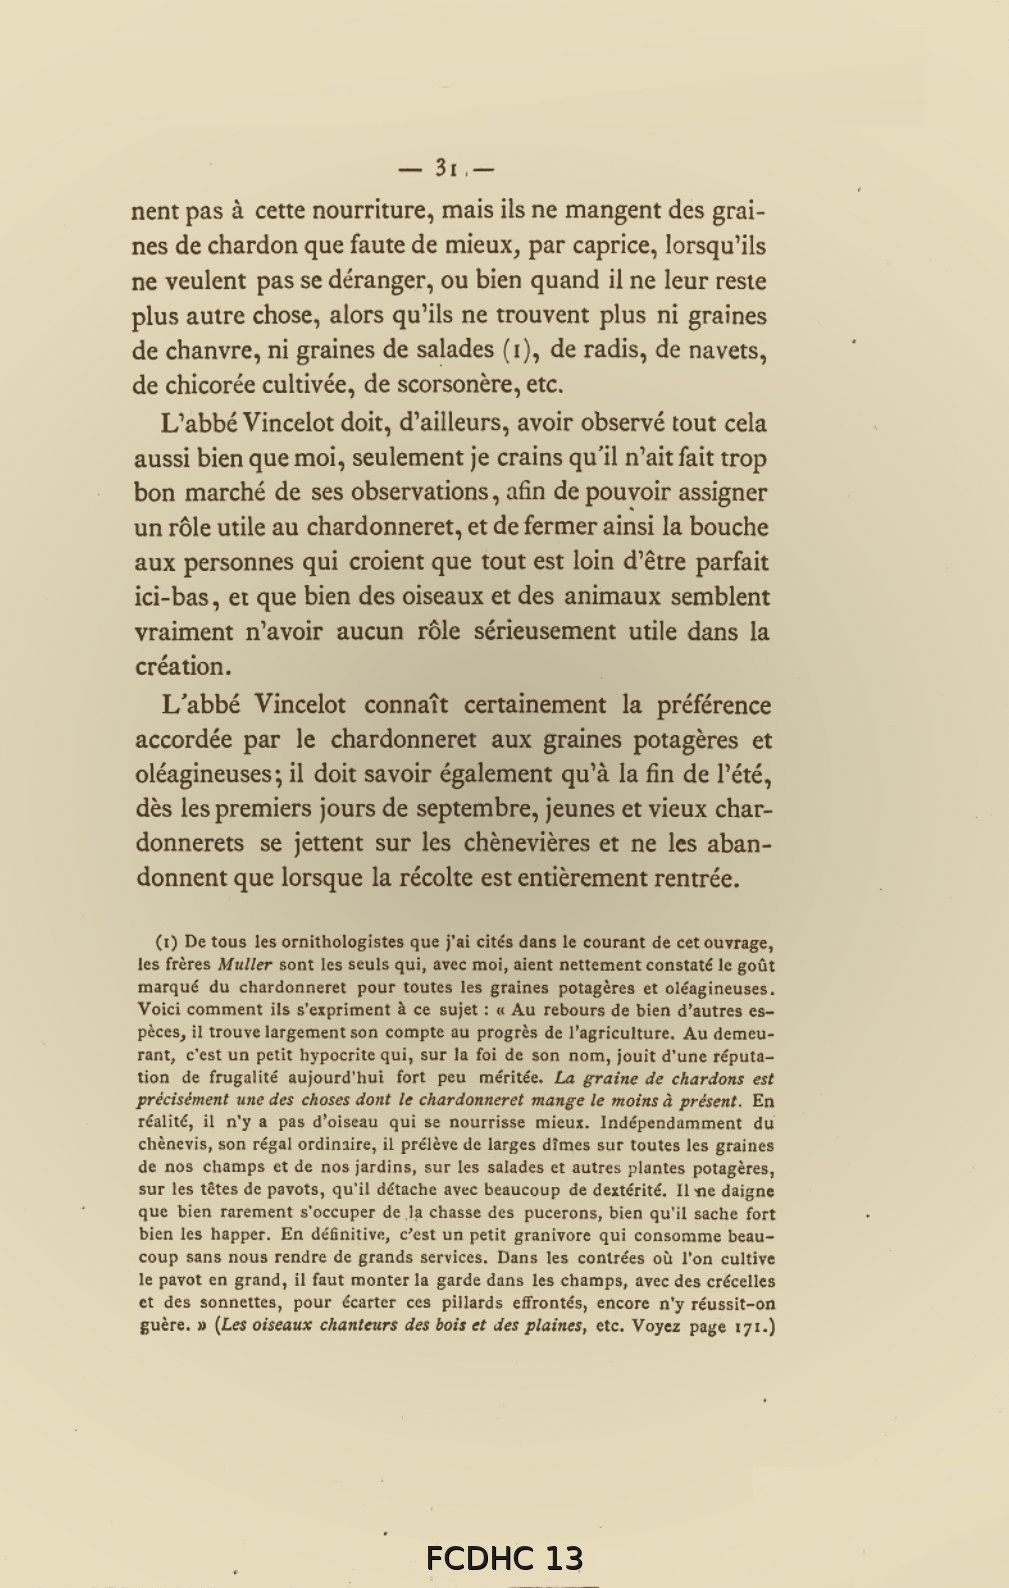 — 31 —
nent pas à cette nourriture, mais ils ne mangent des grai-
nes de chardon que faute de mieux, par caprice, lorsqu'ils
ne veulent pas se déranger, ou bien quand il ne leur reste
plus autre chose, alors qu'ils ne trouvent plus ni graines
de chanvre, ni graines de salades (1), de radis, de navets,
de chicorée cultivée, de scorsonère, etc.
L'abbé Vincelot doit, d'ailleurs, avoir observé tout cela
aussi bien que moi, seulement je crains qu'il n'ait fait trop
bon marché de ses observations, afin de pouvoir assigner
un rôle utile au chardonneret, et de fermer ainsi la bouche
aux personnes qui croient que tout est loin d'être parfait
ici-bas, et que bien des oiseaux et des animaux semblent
vraiment n'avoir aucun rôle sérieusement utile dans la
création.
L'abbé Vincelot connaît certainement la préférence
accordée par le chardonneret aux graines potagères et
oléagineuses; il doit savoir également qu'à la fin de l'été,
dès les premiers jours de septembre, jeunes et vieux char-
donnerets se jettent sur les chènevières et ne les aban-
donnent que lorsque la récolte est entièrement rentrée.
(1) De tous les ornithologistes que j'ai cités dans le courant de cet ouvrage,
les frères Muller sont les seuls qui, avec moi, aient nettement constaté le goût
marqué du chardonneret pour toutes les graines potagères et oléagineuses.
Voici comment ils s'expriment à ce sujet : « Au rebours de bien d'autres es-
pèces, il trouve largement son compte au progrès de l'agriculture. Au demeu-
rant, c'est un petit hypocrite qui, sur la foi de son nom, jouit d'une réputa-
tion de frugalité aujourd'hui fort peu méritée. La graine de chardons est
précisément une des choses dont le chardonneret mange le moins à présent. En
réalité, il n'y a pas d'oiseau qui se nourrisse mieux. Indépendamment du
chènevis, son régal ordinaire, il prélève de larges dîmes sur toutes les graines
de nos champs et de nos jardins, sur les salades et autres plantes potagères,
sur les têtes de pavots, qu'il détache avec beaucoup de dextérité. Il ne daigne
que bien rarement s'occuper de la chasse des pucerons, bien qu'il sache fort
bien les happer. En définitive, c'est un petit granivore qui consomme beau-
coup sans nous rendre de grands services. Dans les contrées où l'on cultive
le pavot en grand, il faut monter la garde dans les champs, avec des crécelles
et des sonnettes, pour écarter ces pillards effrontés, encore n'y réussit-on
guère. » (Les oiseaux chanteurs des bois et des plaines, etc. Voyez page 171.)
FCDHC 13